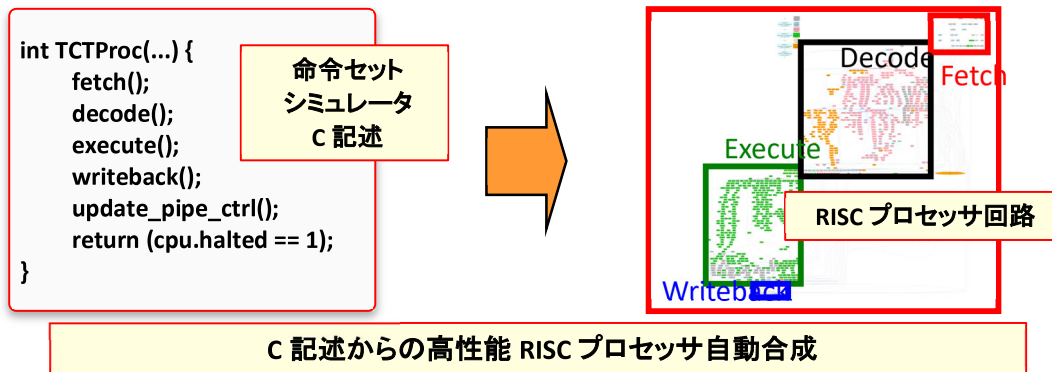 int TCTProc(...) {
fetch();
decode();
execute();
writeback();
update_pipe_ctrl();
return (cpu.halted == 1);
}
命令セット
シミュレータ
C 記述
Decode
Fetch
Execute
RISC プロセッサ回路
Writeback
C 記述からの高性能 RISC プロセッサ自動合成